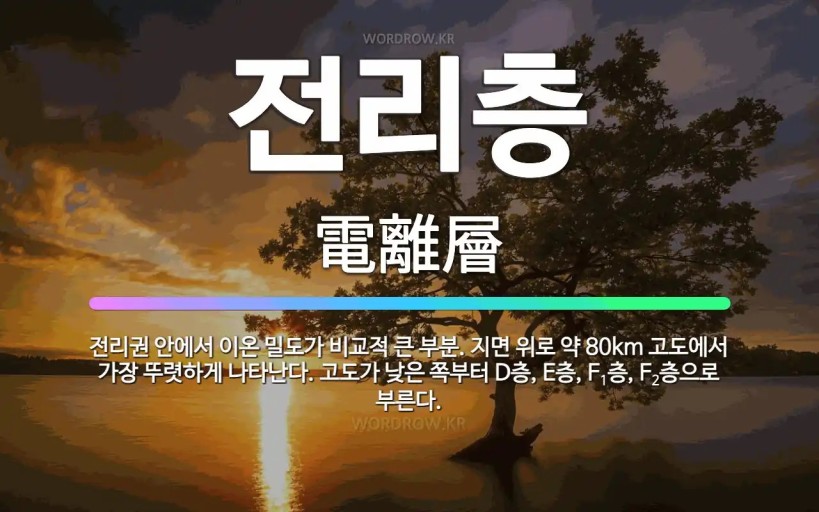 WORDROW.KR
전리층
電離層
전리권 안에서 이온 밀도가 비교적 큰 부분. 지면 위로 약 80km 고도에서
가장 뚜렷하게 나타난다. 고도가 낮은 쪽부터 D층, E층, F₁층, F₂층으로
부른다.
WORDROW.KR